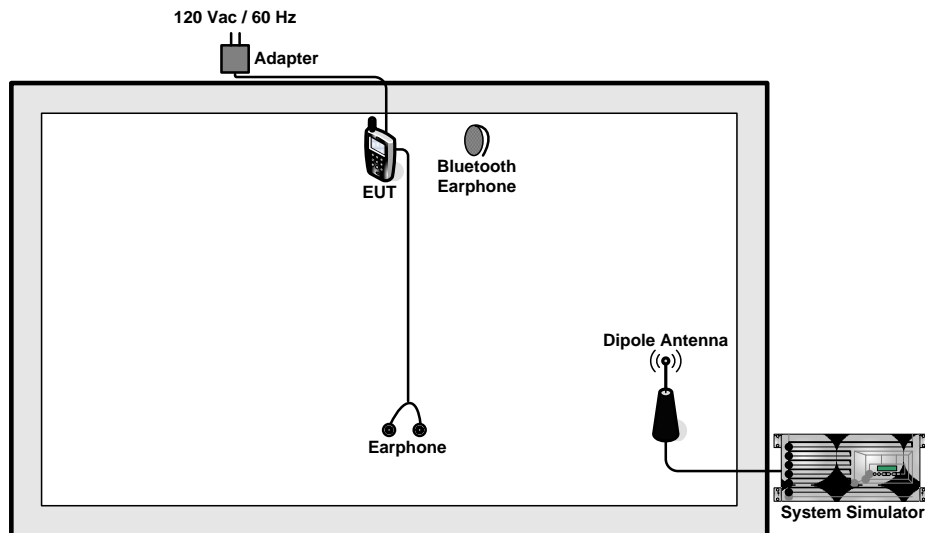 120 Vac / 60 Hz
Adapter
EUT
Bluetooth
Earphone
Dipole Antenna
Earphone
System Simulator